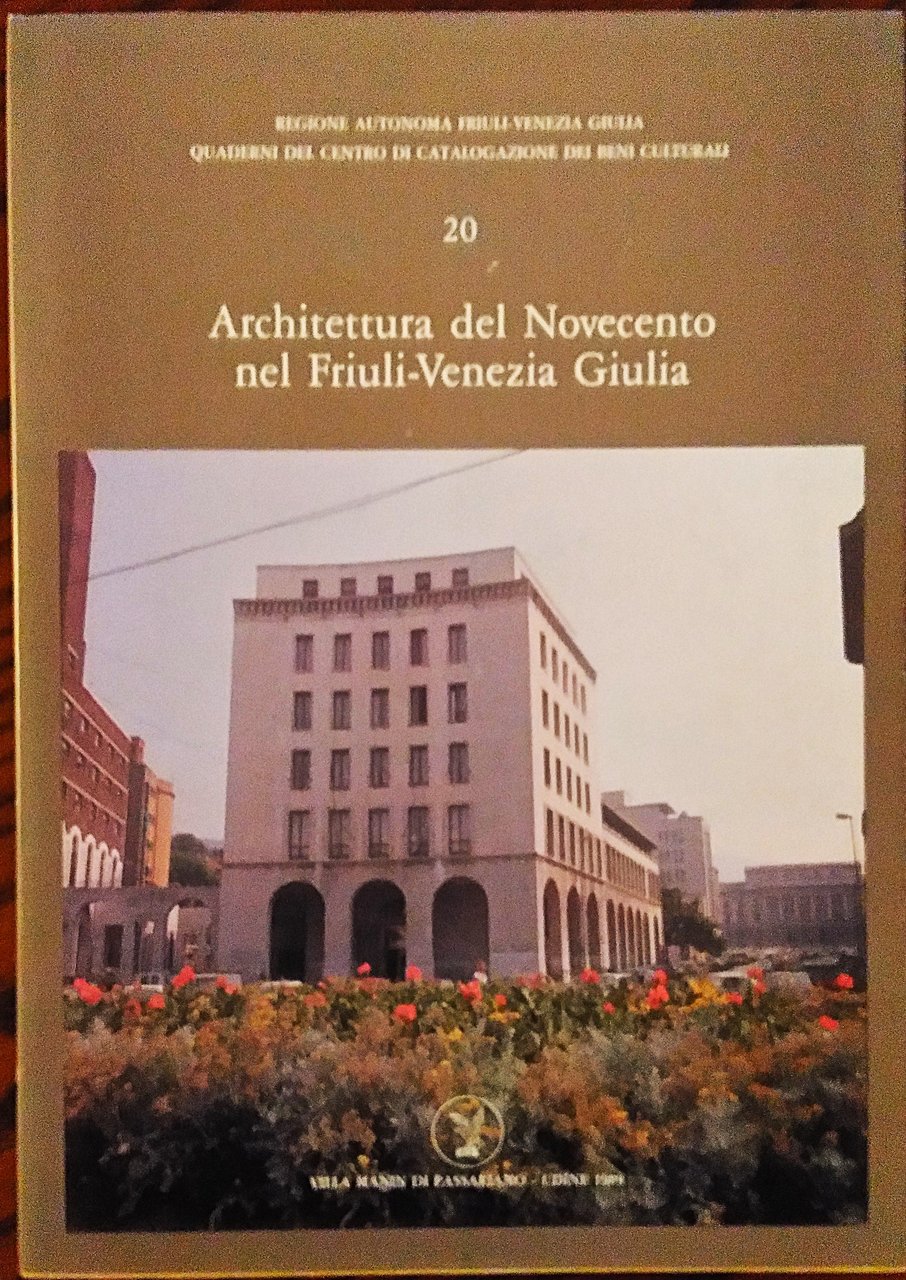 REGIONE AUTONOMA FRIULI-VENEZIA GIULIA
QUADERNI DEL CENTRO DI CATALOGAZIONE DEI BENI CULTURALI
20
Architettura del Novecento
nel Friuli-Venezia Giulia
VILLA MANIN DI PASSARIANO - UDINE